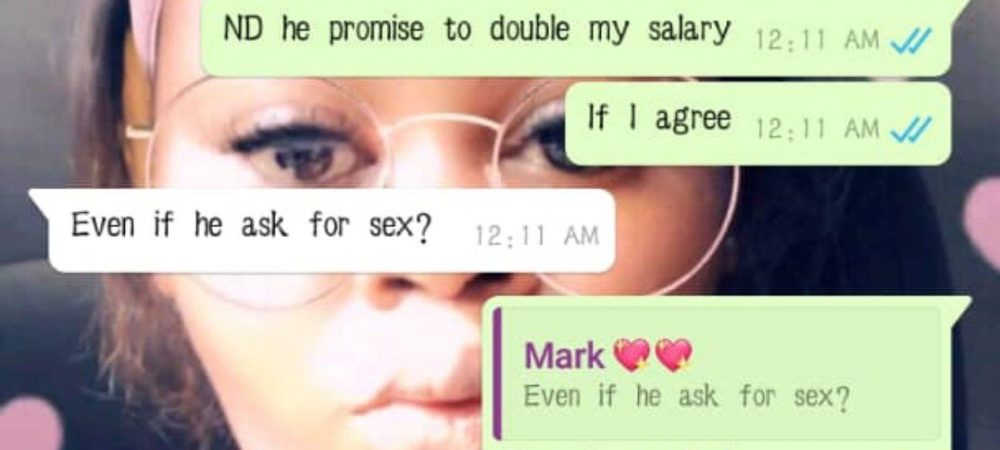 ND he promise to double my salary 12:11 AM
If I agree 12:11 AM
Even if he ask for sex? 12:11 AM
Mark 💖💖
Even if he ask for sex?